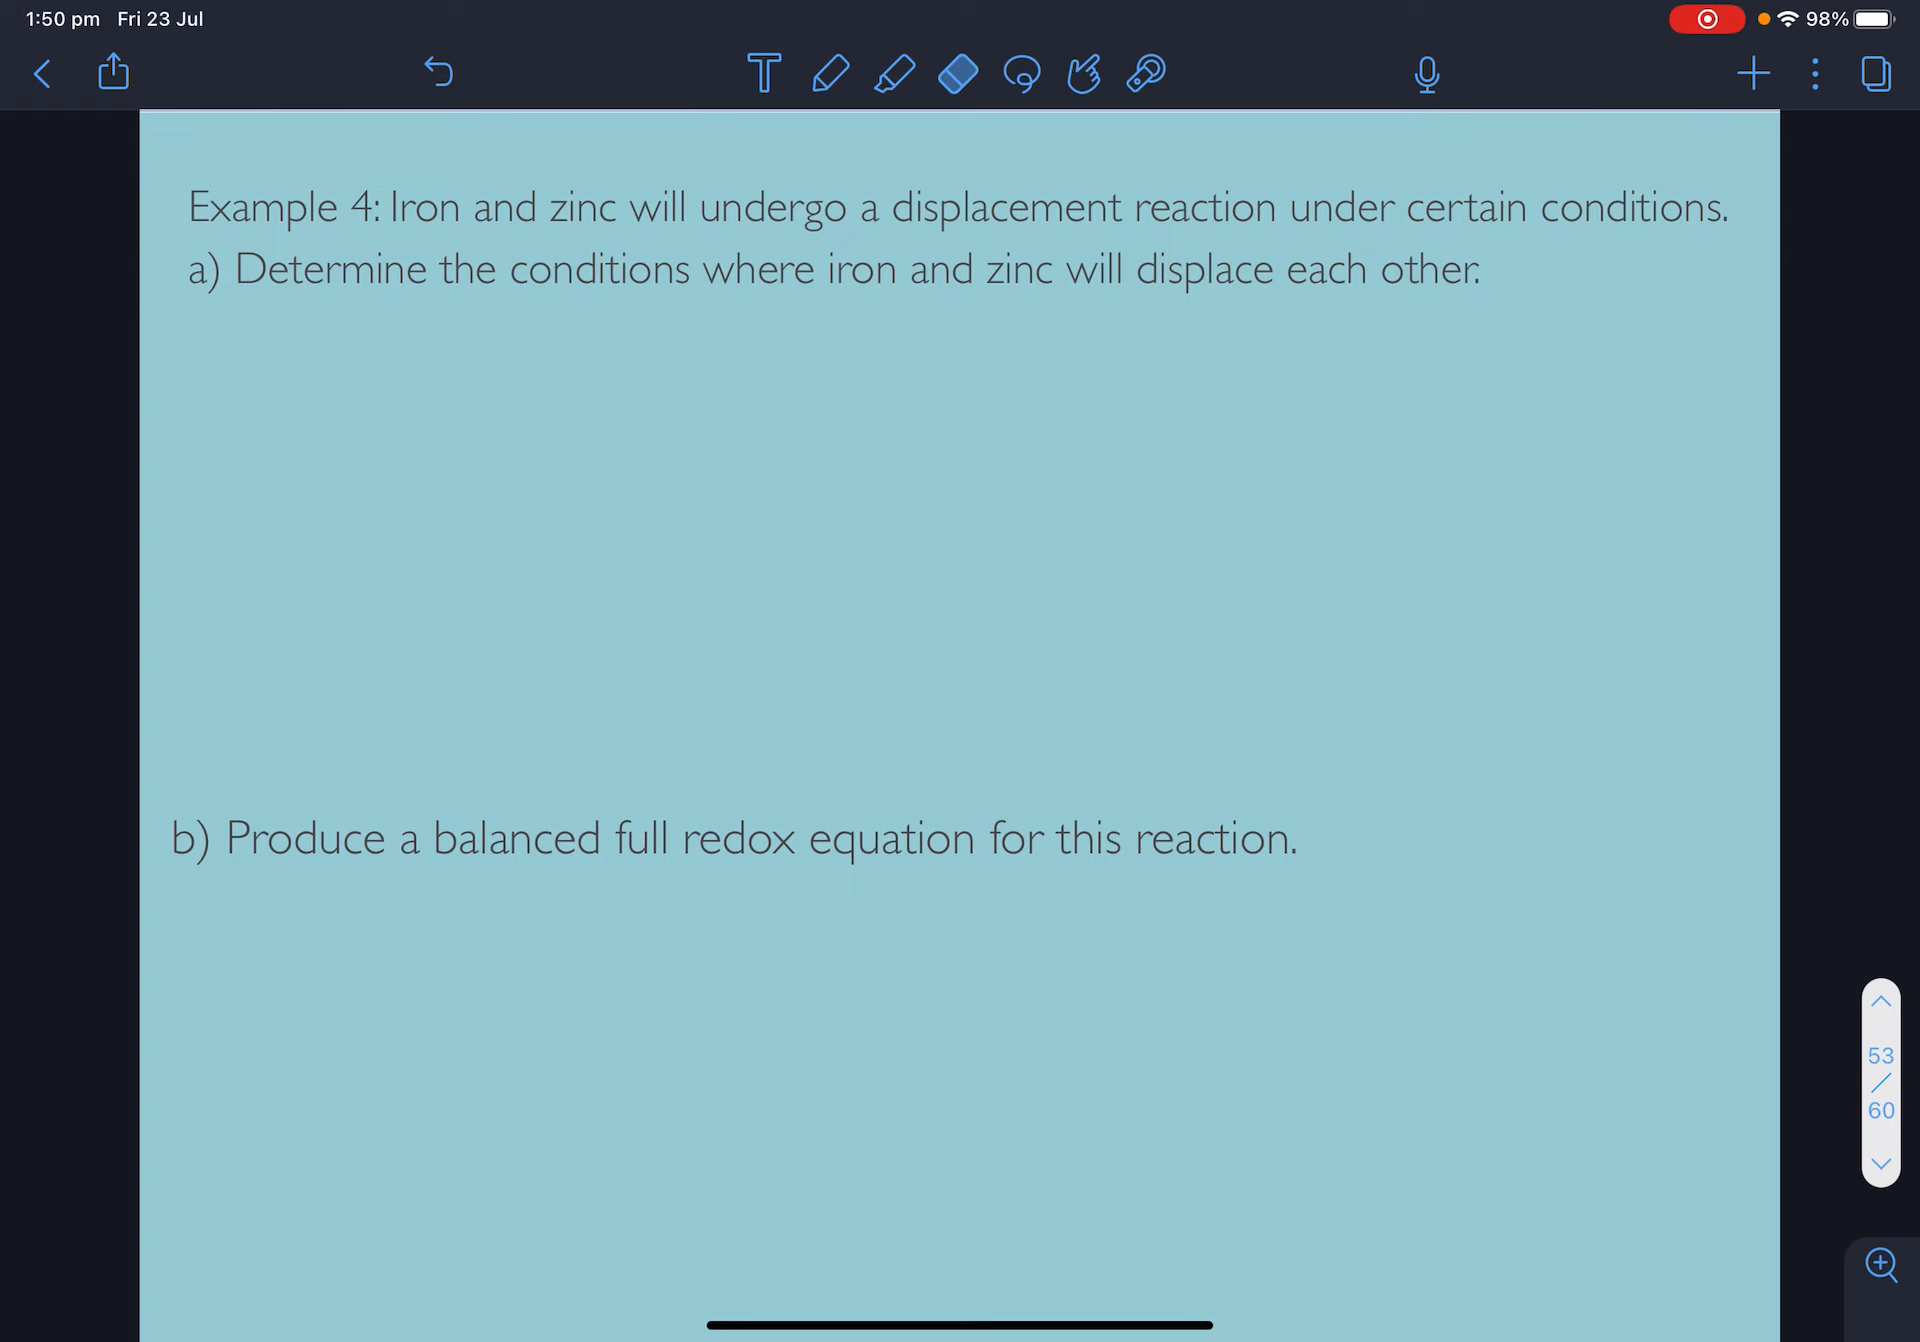 1:50 pm Fri 23 Jul
98%
Example 4: Iron and zinc will undergo a displacement reaction under certain conditions.
a) Determine the conditions where iron and zinc will displace each other.
b) Produce a balanced full redox equation for this reaction.
53
/
60